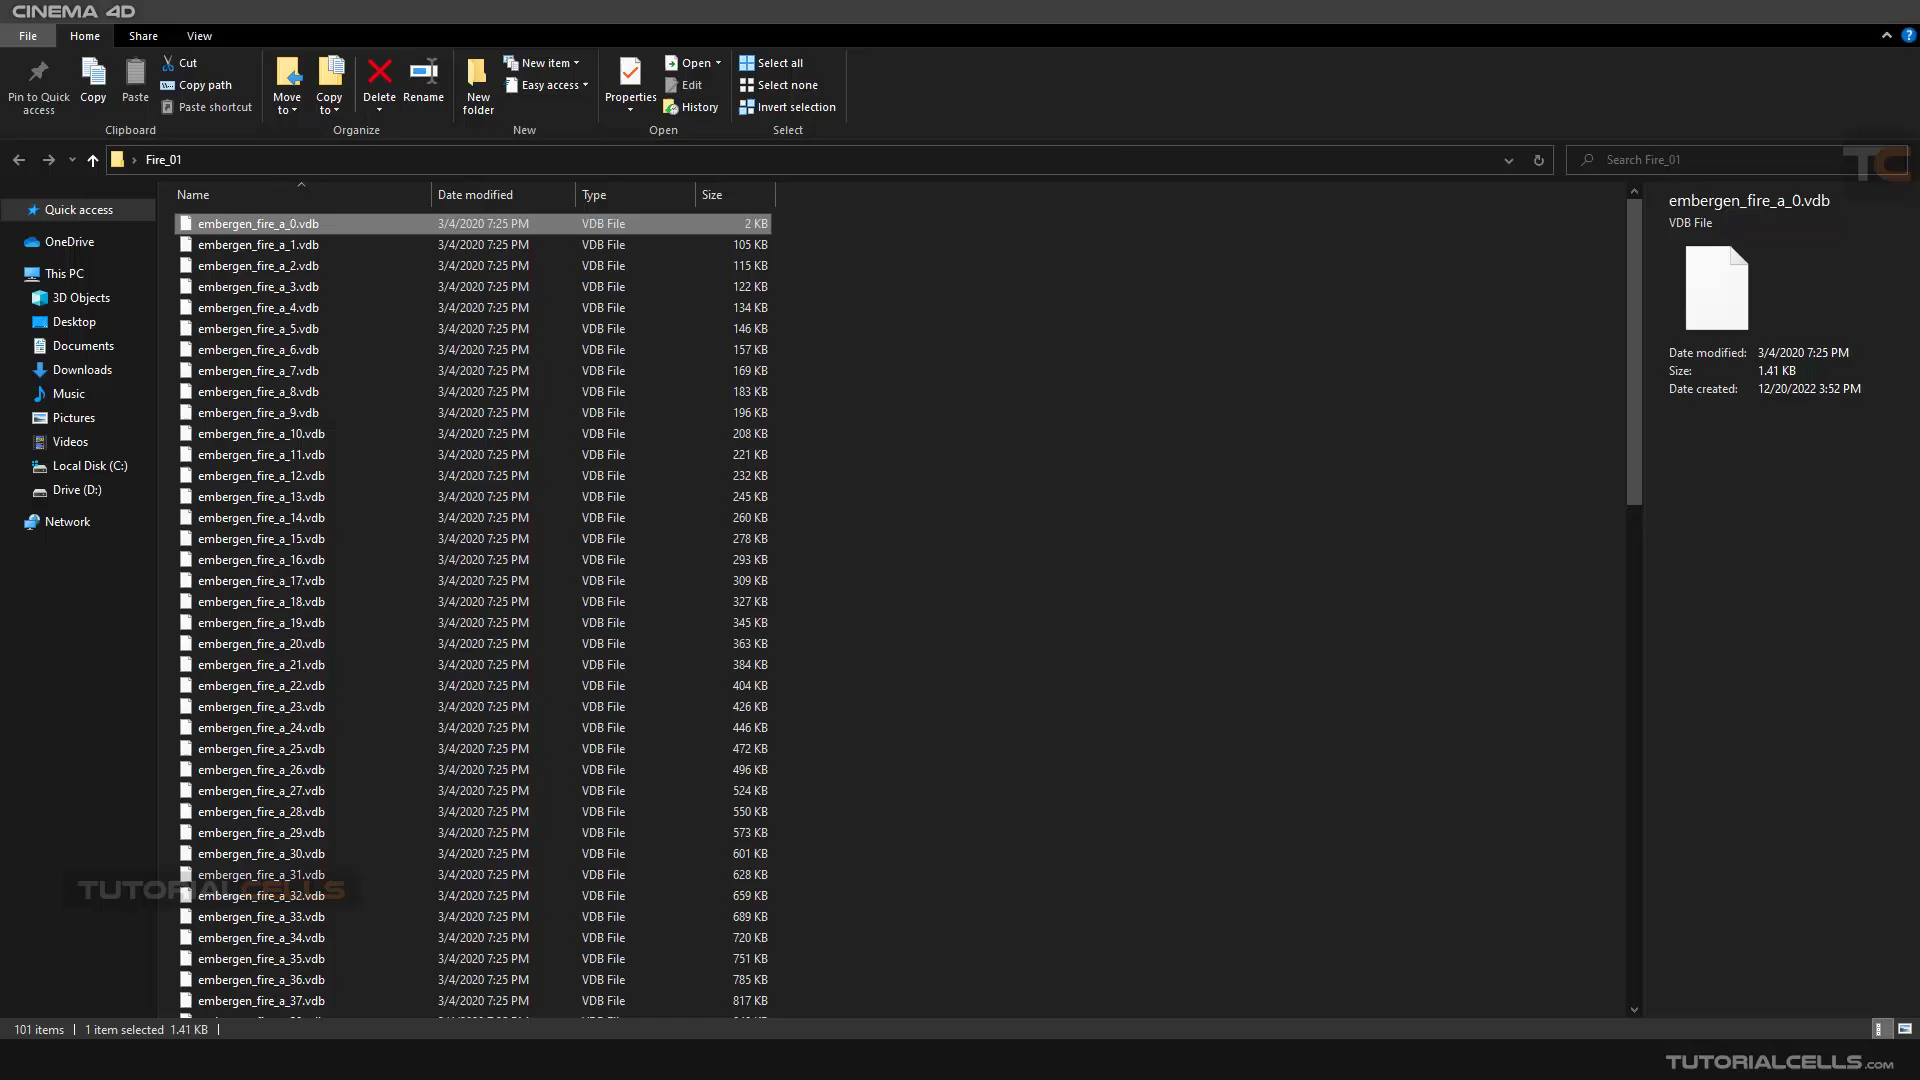 CINEMA 4D
File Home Share View
Pin to Quick access
Copy
Paste
Cut
Copy path
Paste shortcut
Clipboard
Move to
Copy to
Delete
Rename
Organize
New folder
New item
Easy access
New
Properties
Open
Edit
History
Open
Select all
Select none
Invert selection
Select
Fire_01
Search Fire_01
TC
Quick access
OneDrive
This PC
3D Objects
Desktop
Documents
Downloads
Music
Pictures
Videos
Local Disk (C:)
Drive (D:)
Network
Name Date modified Type Size
embergen_fire_a_0.vdb 3/4/2020 7:25 PM VDB File 2 KB
embergen_fire_a_1.vdb 3/4/2020 7:25 PM VDB File 105 KB
embergen_fire_a_2.vdb 3/4/2020 7:25 PM VDB File 115 KB
embergen_fire_a_3.vdb 3/4/2020 7:25 PM VDB File 122 KB
embergen_fire_a_4.vdb 3/4/2020 7:25 PM VDB File 134 KB
embergen_fire_a_5.vdb 3/4/2020 7:25 PM VDB File 146 KB
embergen_fire_a_6.vdb 3/4/2020 7:25 PM VDB File 157 KB
embergen_fire_a_7.vdb 3/4/2020 7:25 PM VDB File 169 KB
embergen_fire_a_8.vdb 3/4/2020 7:25 PM VDB File 183 KB
embergen_fire_a_9.vdb 3/4/2020 7:25 PM VDB File 196 KB
embergen_fire_a_10.vdb 3/4/2020 7:25 PM VDB File 208 KB
embergen_fire_a_11.vdb 3/4/2020 7:25 PM VDB File 221 KB
embergen_fire_a_12.vdb 3/4/2020 7:25 PM VDB File 232 KB
embergen_fire_a_13.vdb 3/4/2020 7:25 PM VDB File 245 KB
embergen_fire_a_14.vdb 3/4/2020 7:25 PM VDB File 260 KB
embergen_fire_a_15.vdb 3/4/2020 7:25 PM VDB File 278 KB
embergen_fire_a_16.vdb 3/4/2020 7:25 PM VDB File 293 KB
embergen_fire_a_17.vdb 3/4/2020 7:25 PM VDB File 309 KB
embergen_fire_a_18.vdb 3/4/2020 7:25 PM VDB File 327 KB
embergen_fire_a_19.vdb 3/4/2020 7:25 PM VDB File 345 KB
embergen_fire_a_20.vdb 3/4/2020 7:25 PM VDB File 363 KB
embergen_fire_a_21.vdb 3/4/2020 7:25 PM VDB File 384 KB
embergen_fire_a_22.vdb 3/4/2020 7:25 PM VDB File 404 KB
embergen_fire_a_23.vdb 3/4/2020 7:25 PM VDB File 426 KB
embergen_fire_a_24.vdb 3/4/2020 7:25 PM VDB File 446 KB
embergen_fire_a_25.vdb 3/4/2020 7:25 PM VDB File 472 KB
embergen_fire_a_26.vdb 3/4/2020 7:25 PM VDB File 496 KB
embergen_fire_a_27.vdb 3/4/2020 7:25 PM VDB File 524 KB
embergen_fire_a_28.vdb 3/4/2020 7:25 PM VDB File 550 KB
embergen_fire_a_29.vdb 3/4/2020 7:25 PM VDB File 573 KB
embergen_fire_a_30.vdb 3/4/2020 7:25 PM VDB File 601 KB
embergen_fire_a_31.vdb 3/4/2020 7:25 PM VDB File 628 KB
TUTORIALCELLS
embergen_fire_a_32.vdb 3/4/2020 7:25 PM VDB File 659 KB
embergen_fire_a_33.vdb 3/4/2020 7:25 PM VDB File 689 KB
embergen_fire_a_34.vdb 3/4/2020 7:25 PM VDB File 720 KB
embergen_fire_a_35.vdb 3/4/2020 7:25 PM VDB File 751 KB
embergen_fire_a_36.vdb 3/4/2020 7:25 PM VDB File 785 KB
embergen_fire_a_37.vdb 3/4/2020 7:25 PM VDB File 817 KB
embergen_fire_a_0.vdb
VDB File
Date modified: 3/4/2020 7:25 PM
Size: 1.41 KB
Date created: 12/20/2022 3:52 PM
101 items 1 item selected 1.41 KB
TUTORIALCELLS.com